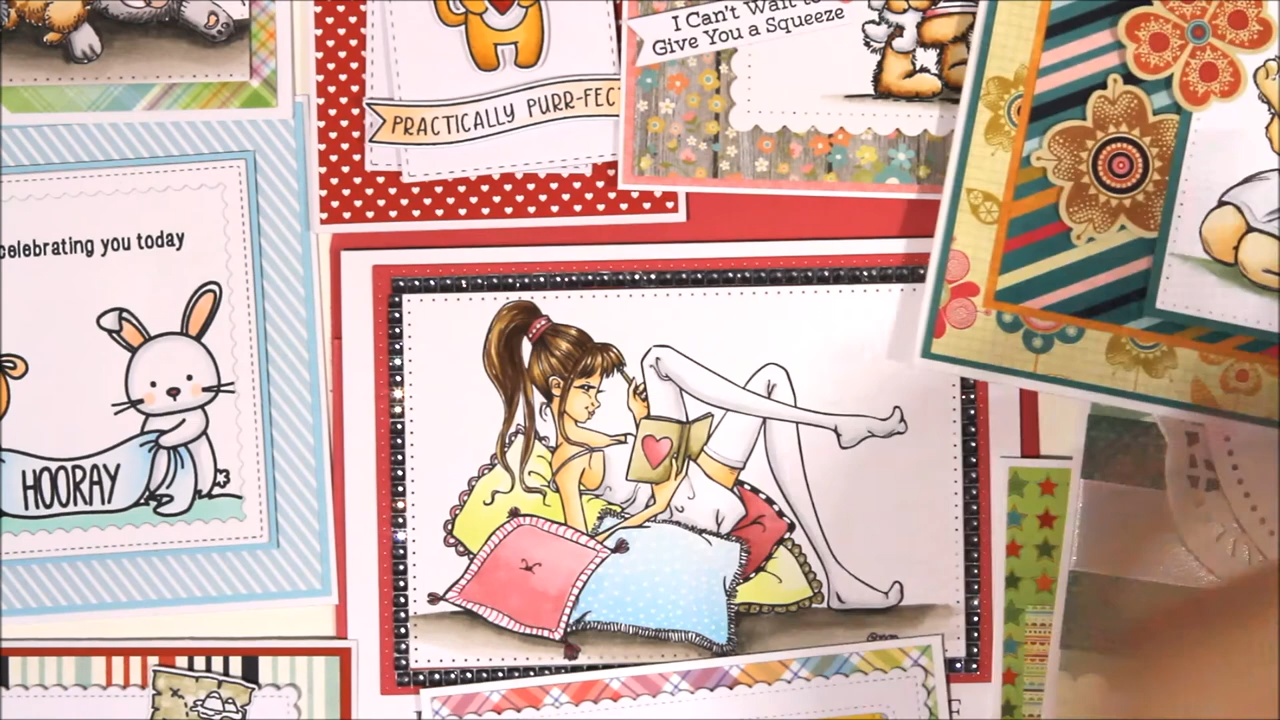 I Can't Wait to
Give You a Squeeze
PRACTICALLY PURR-FEC
celebrating you today
HOORAY